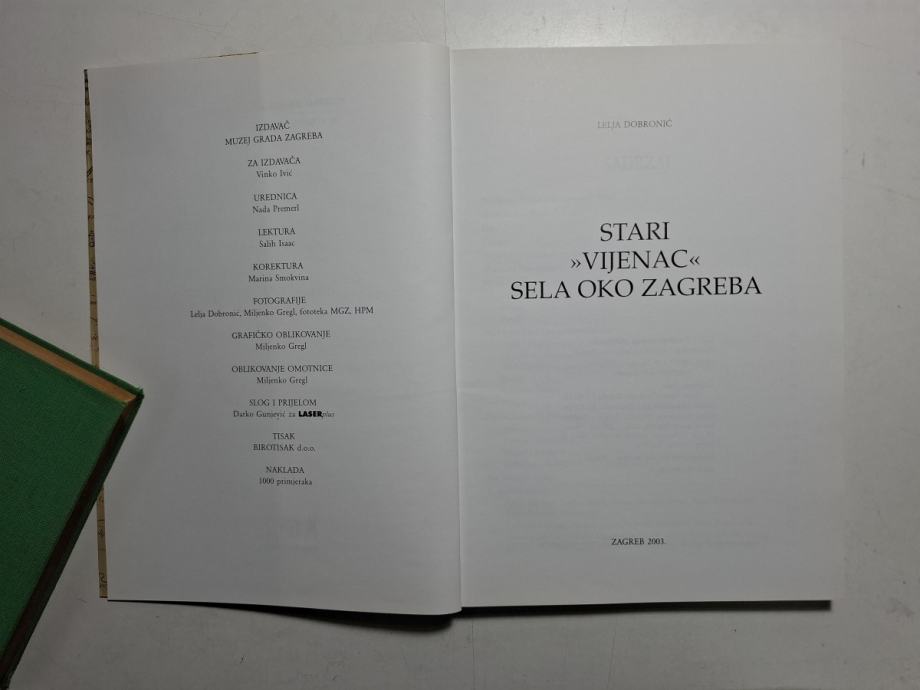 IZDAVAČ
MUZEJ GRADA ZAGREBA
ZA IZDAVAČA
Vinko Ivić
UREDNICA
Nada Premerl
LEKTURA
Salih Isaac
KOREKTURA
Marina Smokvina
FOTOGRAFIJE
Lelja Dobronić, Miljenko Gregl, fototeka MGZ, HPM
GRAFIČKO OBLIKOVANJE
Miljenko Gregl
OBLIKOVANJE OMOTNICE
Miljenko Gregl
SLOG I PRIJELOM
Darko Gunjević za LASERplus
TISAK
BIROTISAK d.o.o.
NAKLADA
1000 primjeraka
LELJA DOBRONIĆ
STARI
»VIJENAC«
SELA OKO ZAGREBA
ZAGREB 2003.